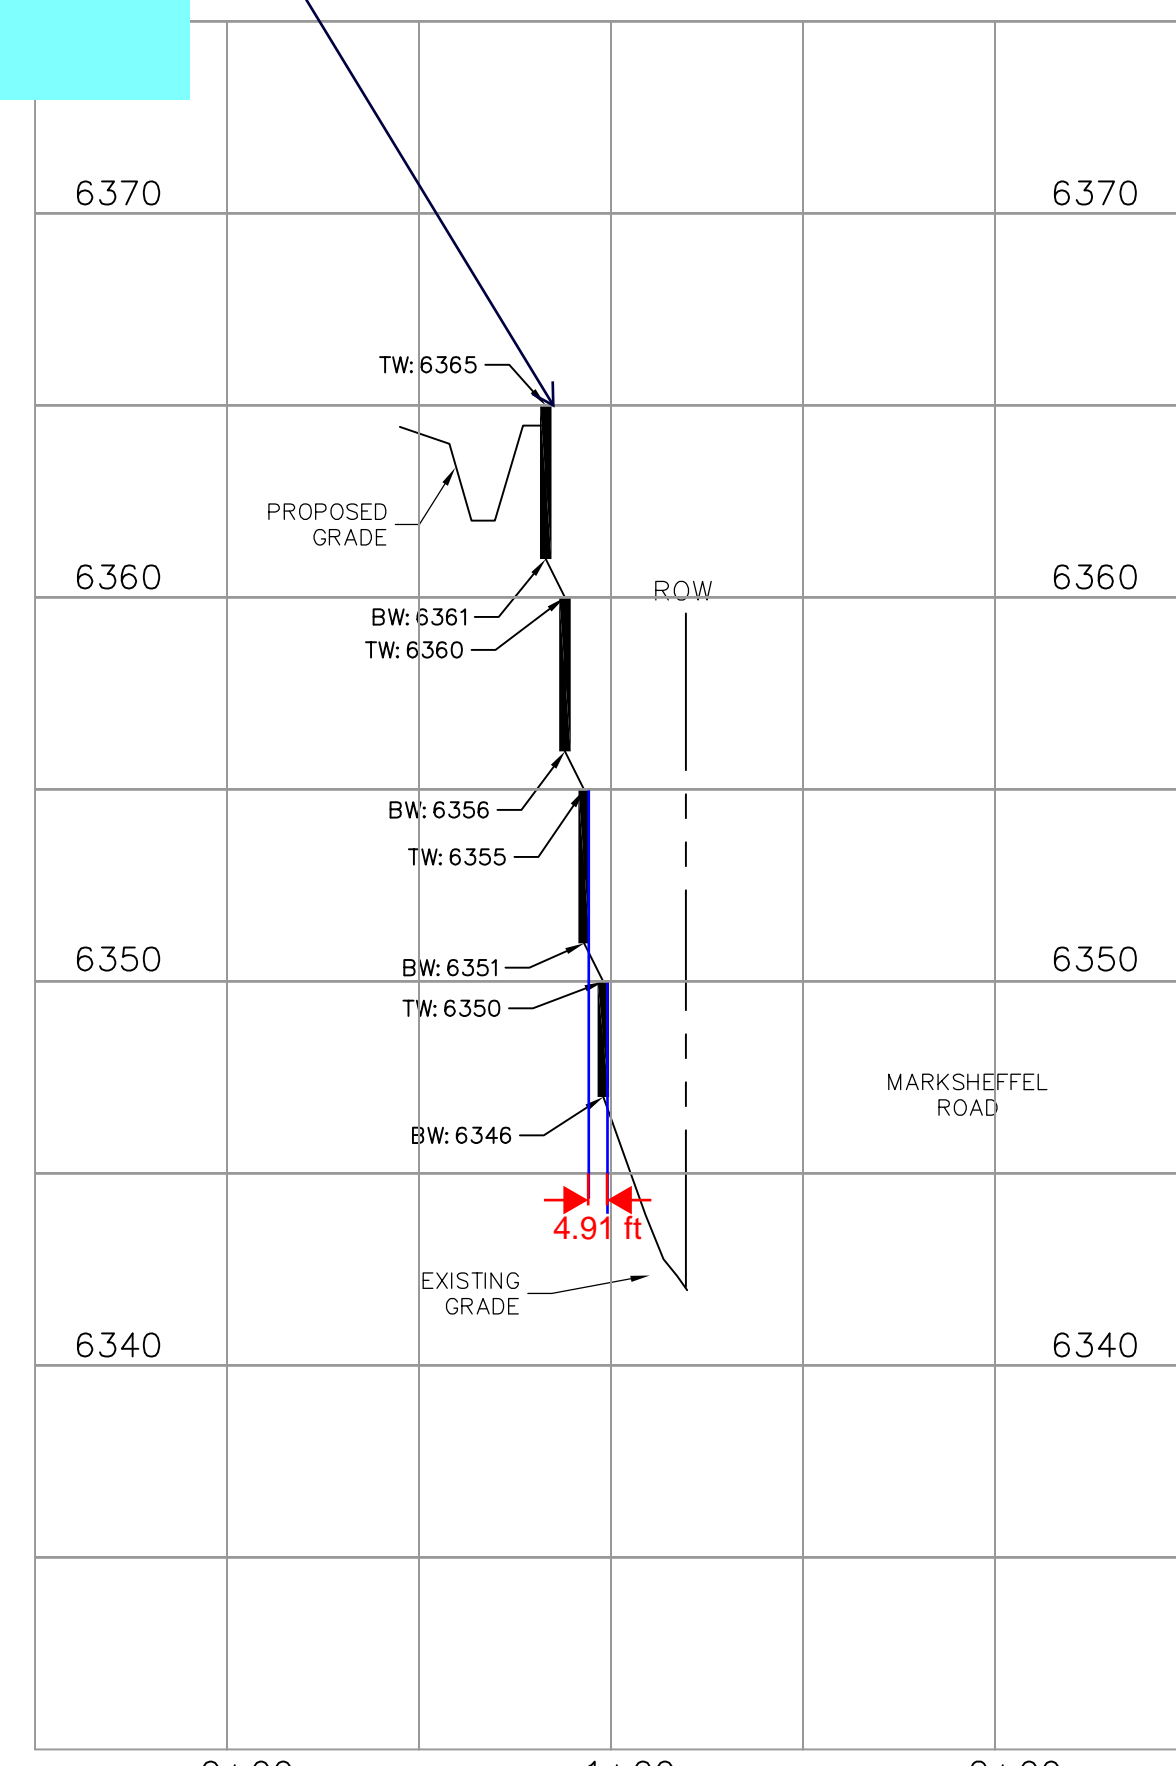 6370 6370
TW: 6365
PROPOSED
GRADE
6360 6360
ROW
BW: 6361
TW: 6360
BW: 6356
TW: 6355
6350 6350
BW: 6351
TW: 6350
MARKSHEFFEL
ROAD
BW: 6346
4.91 ft
EXISTING
GRADE
6340 6340